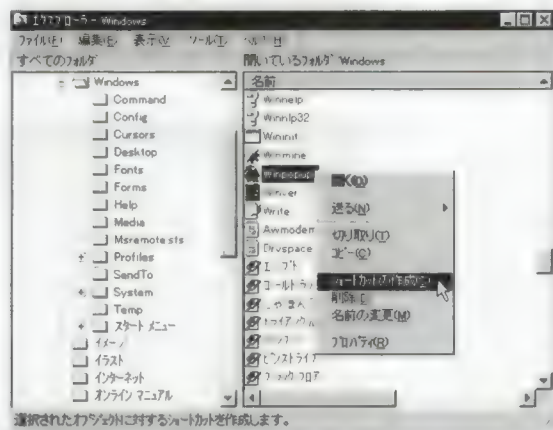 エクスプローラー - Windows
ファイル(F) 編集(E) 表示(V) ツール(T) ヘルプ(H)
すべてのフォルダ
開いているフォルダ Windows
Windows
Command
Config
Cursors
Desktop
Fonts
Forms
Help
Media
Msremote.sfs
Profiles
SendTo
System
Temp
スタート メニュー
イラスト
インターネット
オンライン マニュアル
名前
Winhelp
Winhlp32
Wininit
Winmine
Winpopup
Winver
Write
Awmodem
Drvspace
開く(O)
送る(N)
切り取り(T)
コピー(C)
ショートカットの作成(S)
削除(D)
名前の変更(M)
プロパティ(R)
選択されたオブジェクトに対するショートカットを作成します。